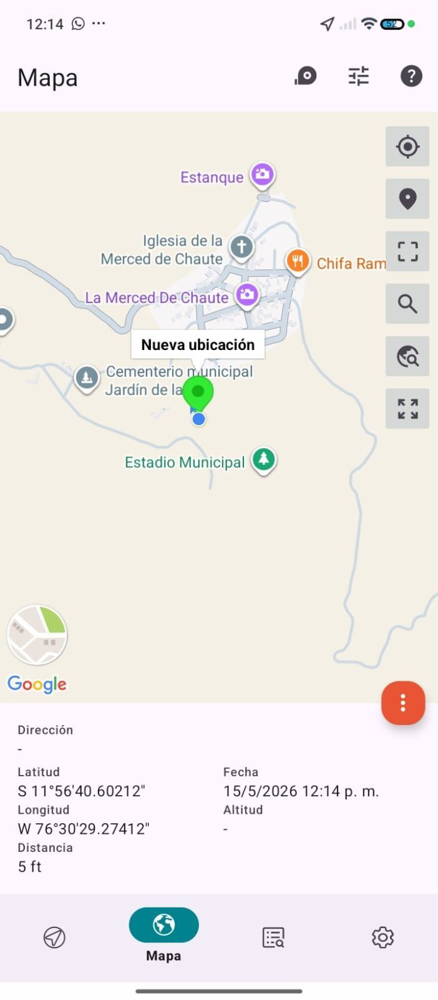 12:14
52
Mapa
Estanque
Iglesia de la
Merced de Chaute
Chifa Ram
La Merced De Chaute
Nueva ubicación
Cementerio municipal
Jardín de la
Estadio Municipal
Google
Dirección
-
Latitud
Fecha
S 11°56'40.60212"
15/5/2026 12:14 p. m.
Longitud
Altitud
W 76°30'29.27412"
-
Distancia
5 ft
Mapa